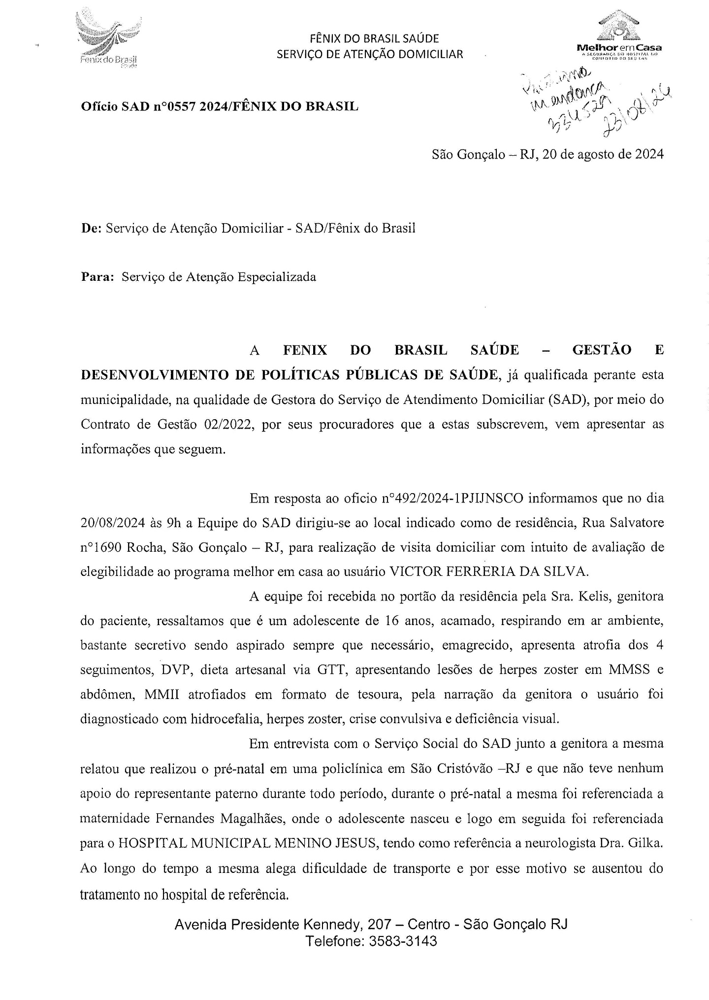 Fenix do Brasil
Saúde
FÊNIX DO BRASIL SAÚDE
SERVIÇO DE ATENÇÃO DOMICILIAR
Melhor em Casa
A SEGURANÇA DO HOSPITAL NO
CONFORTO DO SEU LAR
mendonça
334529
23/08/24
Ofício SAD n°0557 2024/FÊNIX DO BRASIL
São Gonçalo – RJ, 20 de agosto de 2024
De: Serviço de Atenção Domiciliar - SAD/Fênix do Brasil
Para: Serviço de Atenção Especializada
A FENIX DO BRASIL SAÚDE – GESTÃO E
DESENVOLVIMENTO DE POLÍTICAS PÚBLICAS DE SAÚDE, já qualificada perante esta
municipalidade, na qualidade de Gestora do Serviço de Atendimento Domiciliar (SAD), por meio do
Contrato de Gestão 02/2022, por seus procuradores que a estas subscrevem, vem apresentar as
informações que seguem.
Em resposta ao oficio n°492/2024-1PJIJNSCO informamos que no dia
20/08/2024 às 9h a Equipe do SAD dirigiu-se ao local indicado como de residência, Rua Salvatore
n°1690 Rocha, São Gonçalo – RJ, para realização de visita domiciliar com intuito de avaliação de
elegibilidade ao programa melhor em casa ao usuário VICTOR FERRERIA DA SILVA.
A equipe foi recebida no portão da residência pela Sra. Kelis, genitora
do paciente, ressaltamos que é um adolescente de 16 anos, acamado, respirando em ar ambiente,
bastante secretivo sendo aspirado sempre que necessário, emagrecido, apresenta atrofia dos 4
seguimentos, DVP, dieta artesanal via GTT, apresentando lesões de herpes zoster em MMSS e
abdômen, MMII atrofiados em formato de tesoura, pela narração da genitora o usuário foi
diagnosticado com hidrocefalia, herpes zoster, crise convulsiva e deficiência visual.
Em entrevista com o Serviço Social do SAD junto a genitora a mesma
relatou que realizou o pré-natal em uma policlínica em São Cristóvão –RJ e que não teve nenhum
apoio do representante paterno durante todo período, durante o pré-natal a mesma foi referenciada a
maternidade Fernandes Magalhães, onde o adolescente nasceu e logo em seguida foi referenciada
para o HOSPITAL MUNICIPAL MENINO JESUS, tendo como referência a neurologista Dra. Gilka.
Ao longo do tempo a mesma alega dificuldade de transporte e por esse motivo se ausentou do
tratamento no hospital de referência.
Avenida Presidente Kennedy, 207 – Centro - São Gonçalo RJ
Telefone: 3583-3143